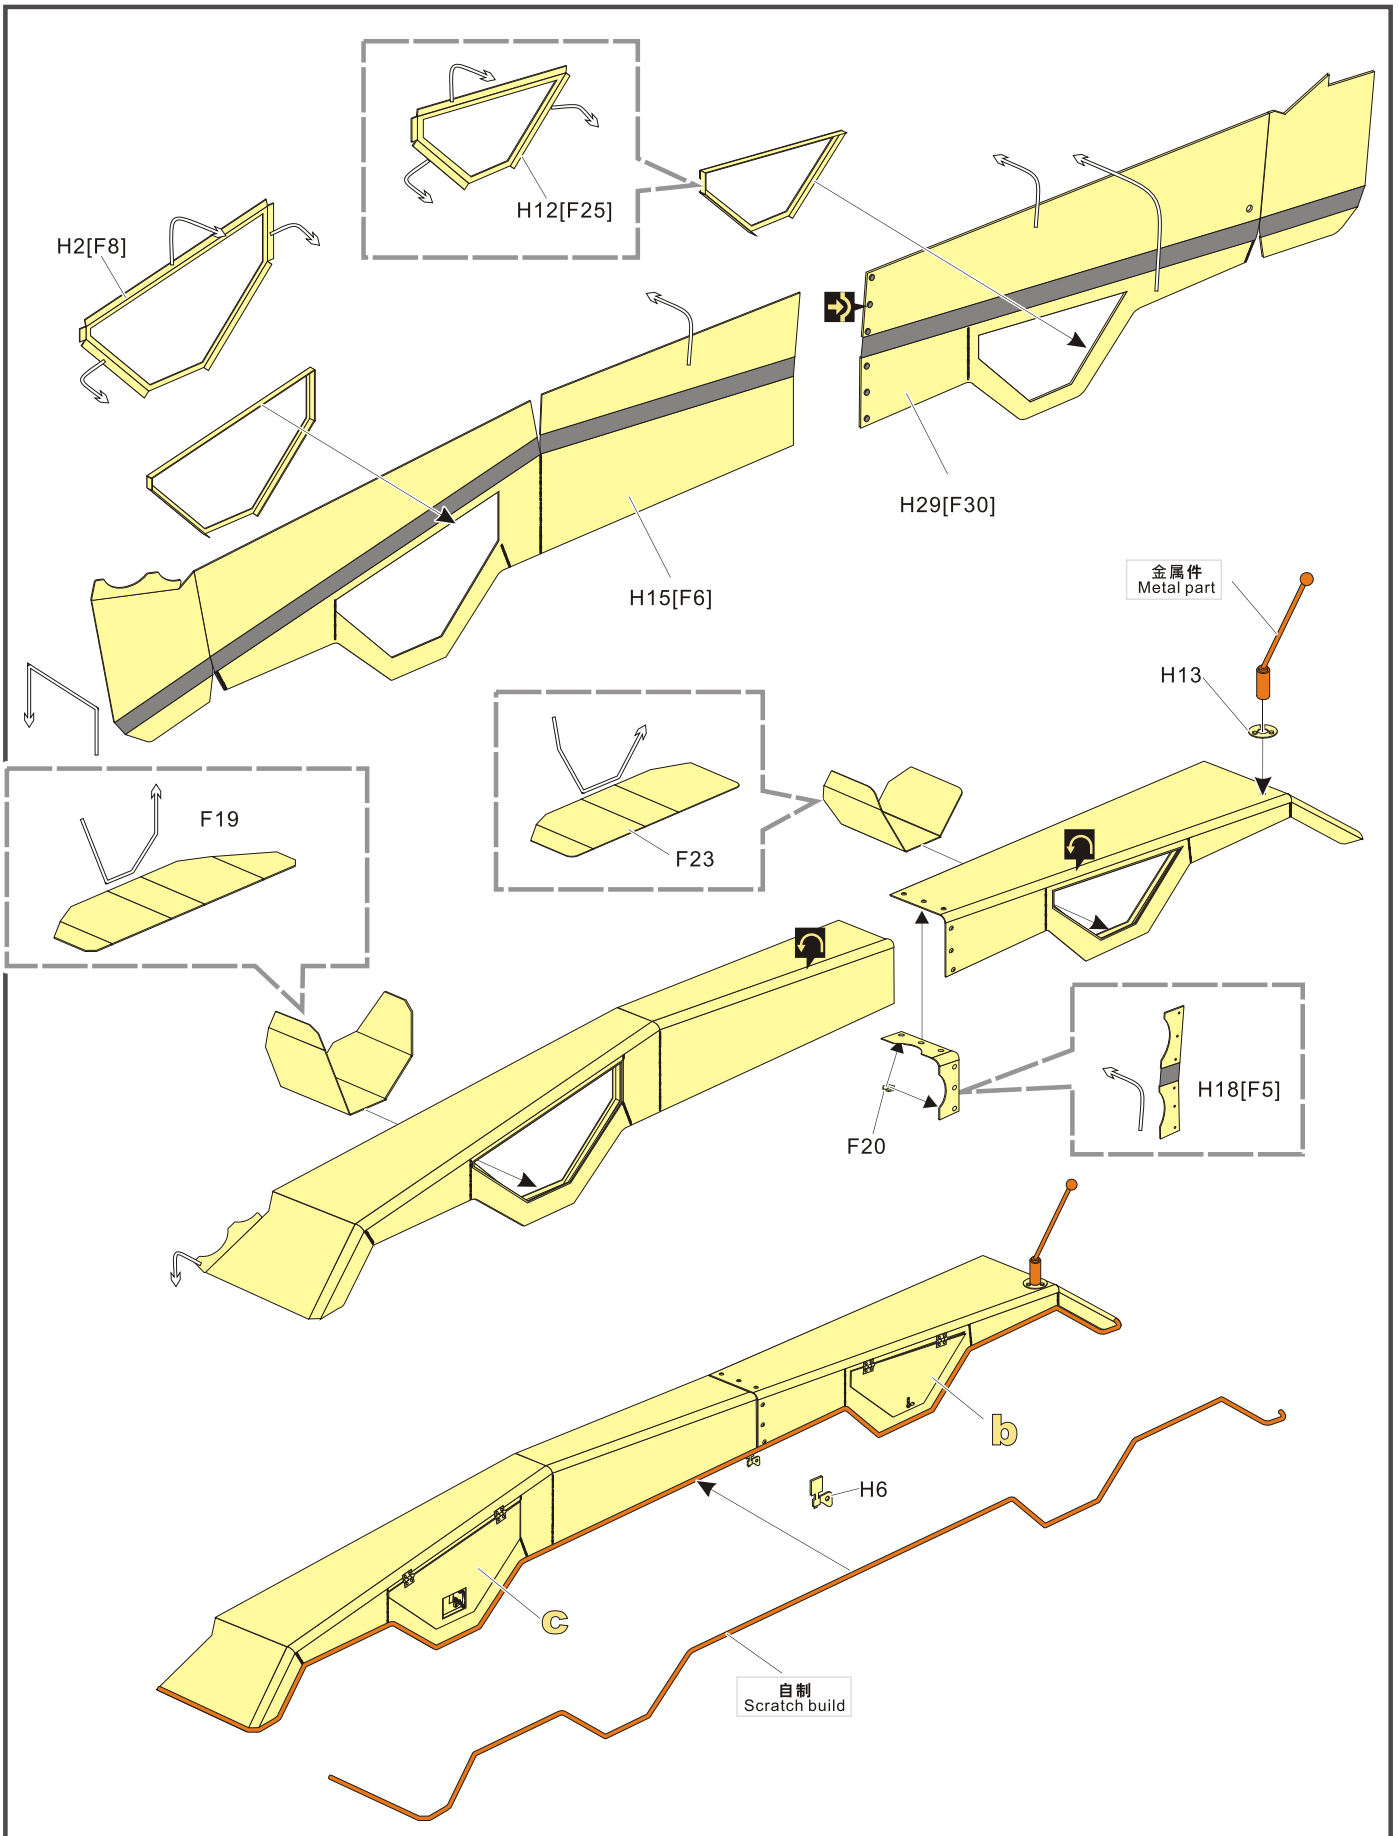 H12[F25]
H2[F8]
H29[F30]
H15[F6]
金属件
Metal part
H13
F19
F23
H18[F5]
F20
b
H6
c
自制
Scratch build